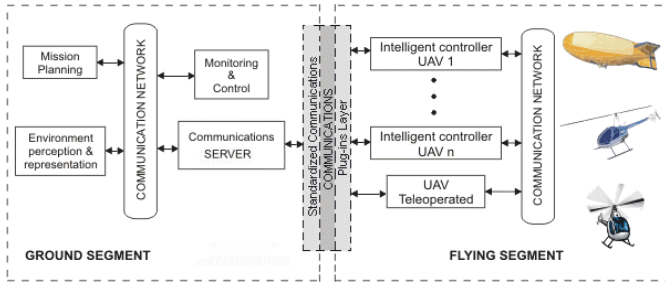 Mission
Planning
Environment
perception &
representation
COMMUNICATION NETWORK
Monitoring
&
Control
Communications
SERVER
GROUND SEGMENT
Standardized Communications
COMMUNICATIONS
Plug-ins Layer
Intelligent controller
UAV 1
Intelligent controller
UAV n
UAV
Teleoperated
COMMUNICATION NETWORK
FLYING SEGMENT